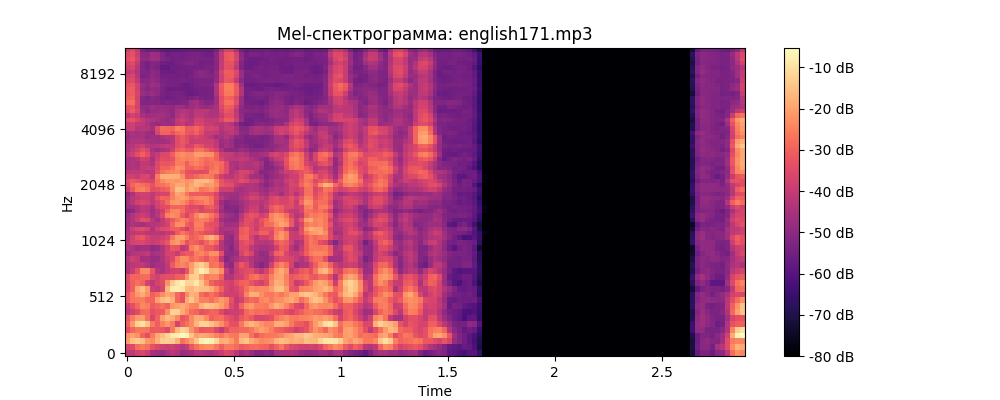 Mel-спектрограмма: english171.mp3
8192
4096
2048
1024
512
0
Hz
0 0.5 1 1.5 2 2.5
Time
-10 dB
-20 dB
-30 dB
-40 dB
-50 dB
-60 dB
-70 dB
-80 dB